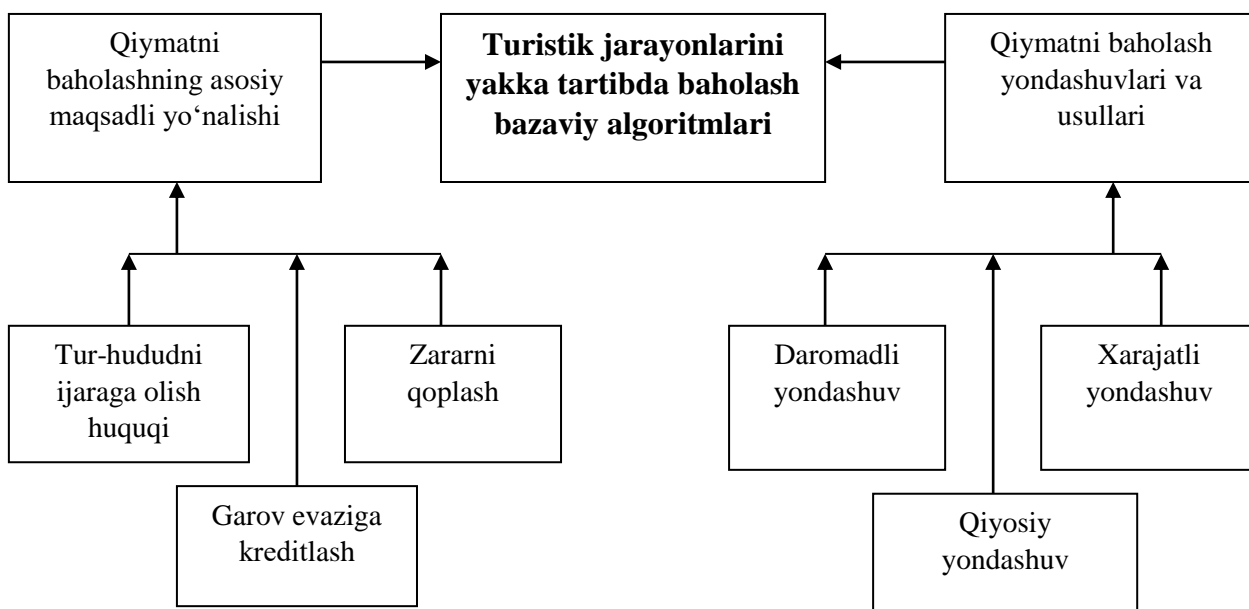 Qiymatni
baholashning asosiy
maqsadli yo‘nalishi
Turistik jarayonlarini
yakka tartibda baholash
bazaviy algoritmlari
Qiymatni baholash
yondashuvlari va
usullari
Tur-hududni
ijaraga olish
huquqi
Zararni
qoplash
Daromadli
yondashuv
Xarajatli
yondashuv
Garov evaziga
kreditlash
Qiyosiy
yondashuv